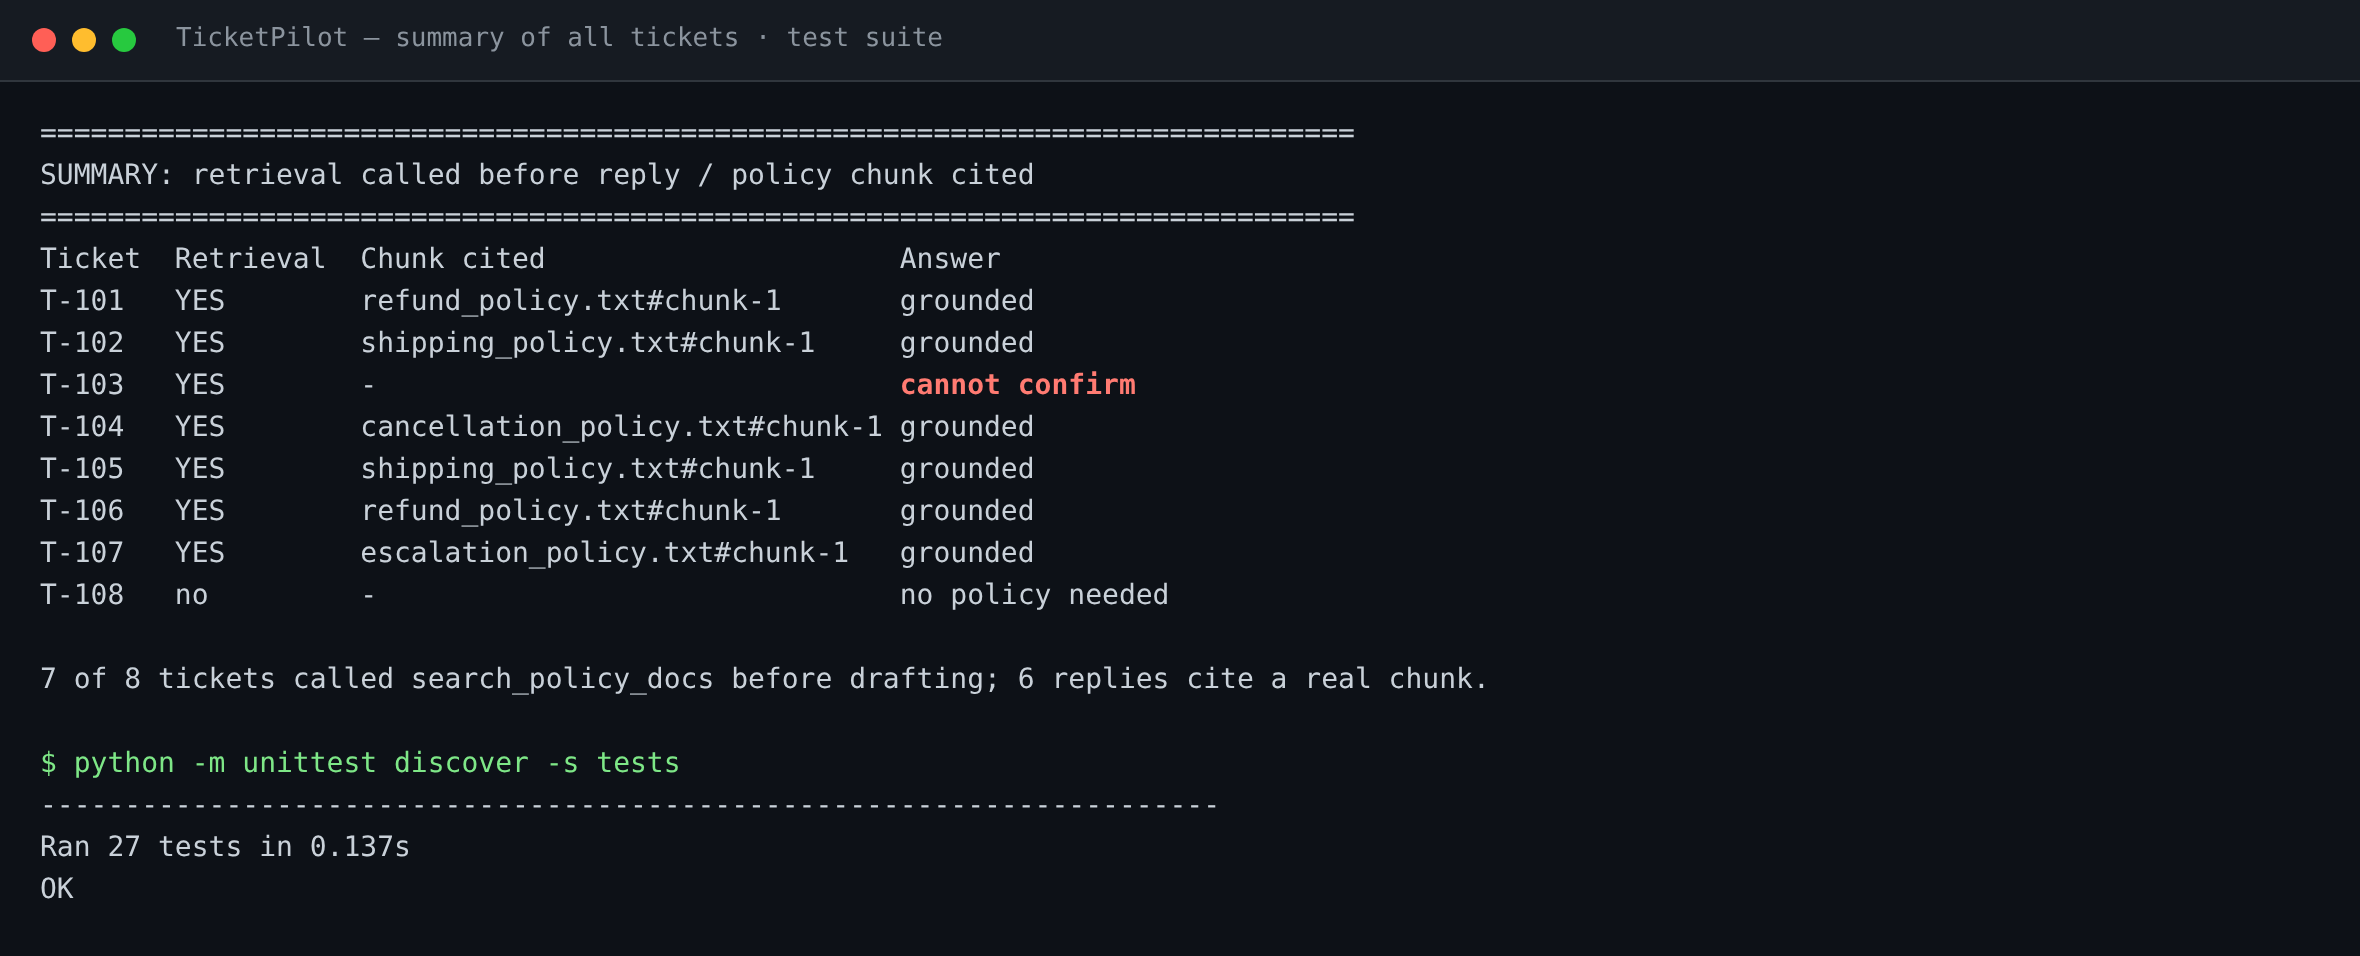 TicketPilot — summary of all tickets · test suite
==============================================================================
SUMMARY: retrieval called before reply / policy chunk cited
==============================================================================
Ticket  Retrieval  Chunk cited                     Answer
T-101   YES        refund_policy.txt#chunk-1       grounded
T-102   YES        shipping_policy.txt#chunk-1     grounded
T-103   YES        -                               cannot confirm
T-104   YES        cancellation_policy.txt#chunk-1 grounded
T-105   YES        shipping_policy.txt#chunk-1     grounded
T-106   YES        refund_policy.txt#chunk-1       grounded
T-107   YES        escalation_policy.txt#chunk-1   grounded
T-108   no         -                               no policy needed
7 of 8 tickets called search_policy_docs before drafting; 6 replies cite a real chunk.
$ python -m unittest discover -s tests
----------------------------------------------------------------------
Ran 27 tests in 0.137s
OK